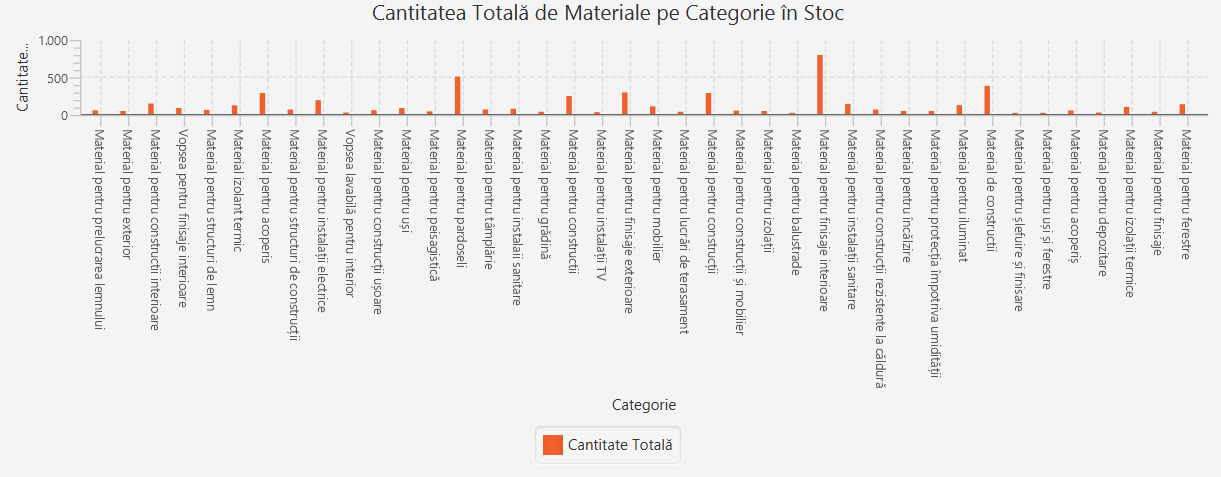 Cantitatea Totală de Materiale pe Categorie în Stoc
Cantitate...
1.000
500
0
Material pentru prelucrarea lemnului
Material pentru exterior
Material pentru constructii interioare
Vopsea pentru finisaje interioare
Material pentru structuri de lemn
Material izolant termic
Material pentru acoperis
Material pentru structuri de construcții
Material pentru instalații electrice
Vopsea lavabilă pentru interior
Material pentru construcții ușoare
Material pentru uși
Material pentru peisagistică
Material pentru pardoseli
Material pentru tâmplărie
Material pentru instalaii sanitare
Material pentru grădină
Material pentru constructii
Material pentru instalații TV
Material pentru finisaje exterioare
Material pentru mobilier
Material pentru lucrări de terasament
Material pentru construcții
Material pentru construcții și mobilier
Material pentru izolații
Material pentru balustrade
Material pentru finisaje interioare
Material pentru instalații sanitare
Material pentru construcții rezistente la căldură
Material pentru încălzire
Material pentru protecția împotriva umidității
Material pentru iluminat
Material de constructii
Material pentru șlefuire și finisare
Material pentru uși și ferestre
Material pentru acoperiș
Material pentru depozitare
Material pentru izolații termice
Material pentru finisaje
Material pentru ferestre
Categorie
Cantitate Totală